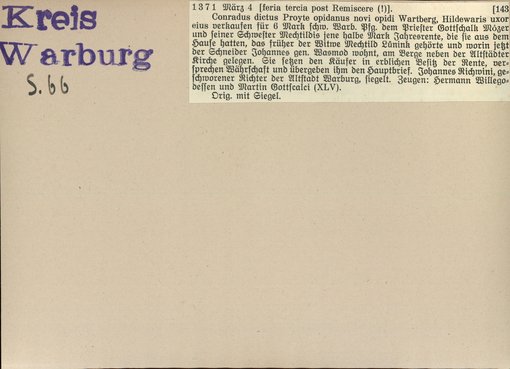 Kreis
Warburg
S. 66
1371 März 4 [feria tercia post Remiscere (!)]. [143
Conradus dictus Proyte opidanus novi opidi Wartberg, Hildewaris uxor
eius verkaufen für 6 Mark schw. Warb. Pfg. dem Priester Gottschalk Mözer
und seiner Schwester Mechtildis jene halbe Mark Jahresrente, die sie aus dem
Hause hatten, das früher der Witwe Mechtild Lünink gehörte und worin jetzt
der Schneider Johannes gen. Wasmod wohnt, am Berge neben der Altstädter
Kirche gelegen. Sie setzen den Käufer in erblichen Besitz der Rente, ver-
sprechen Währschaft und übergeben ihm den Hauptbrief. Johannes Richwini, ge-
schworener Richter der Altstadt Warburg, siegelt. Zeugen: Hermann Willego-
dessen und Martin Gottscalci (XLV).
Orig. mit Siegel.